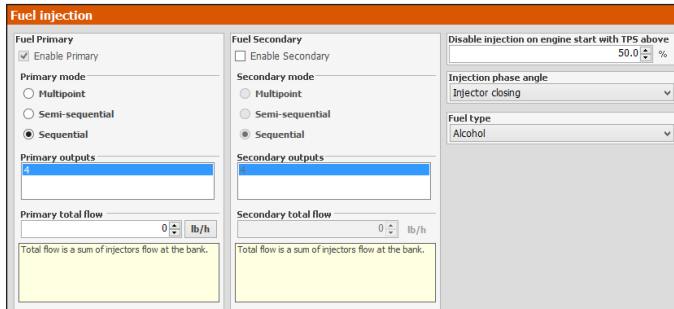 Fuel injection
Fuel Primary
Enable Primary
Primary mode
Multipoint
Semi-sequential
Sequential
Primary outputs
4
Primary total flow
0 lb/h
Total flow is a sum of injectors flow at the bank.
Fuel Secondary
Enable Secondary
Secondary mode
Multipoint
Semi-sequential
Sequential
Secondary outputs
4
Secondary total flow
0 lb/h
Total flow is a sum of injectors flow at the bank.
Disable injection on engine start with TPS above
50.0 %
Injection phase angle
Injector closing
Fuel type
Alcohol